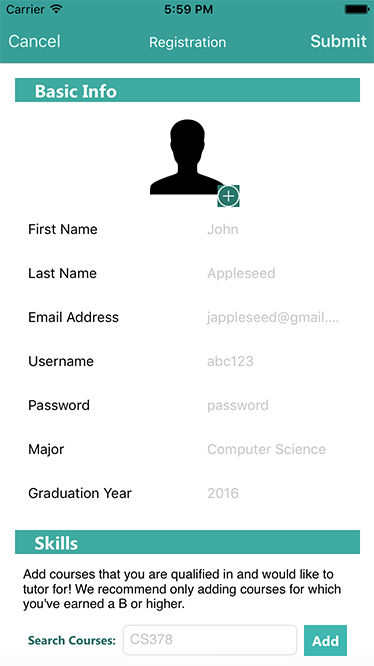 Carrier 5:59 PM
Cancel Registration Submit
Basic Info
First Name John
Last Name Appleseed
Email Address jappleseed@gmail....
Username abc123
Password password
Major Computer Science
Graduation Year 2016
Skills
Add courses that you are qualified in and would like to
tutor for! We recommend only adding courses for which
you've earned a B or higher.
Search Courses: CS378 Add